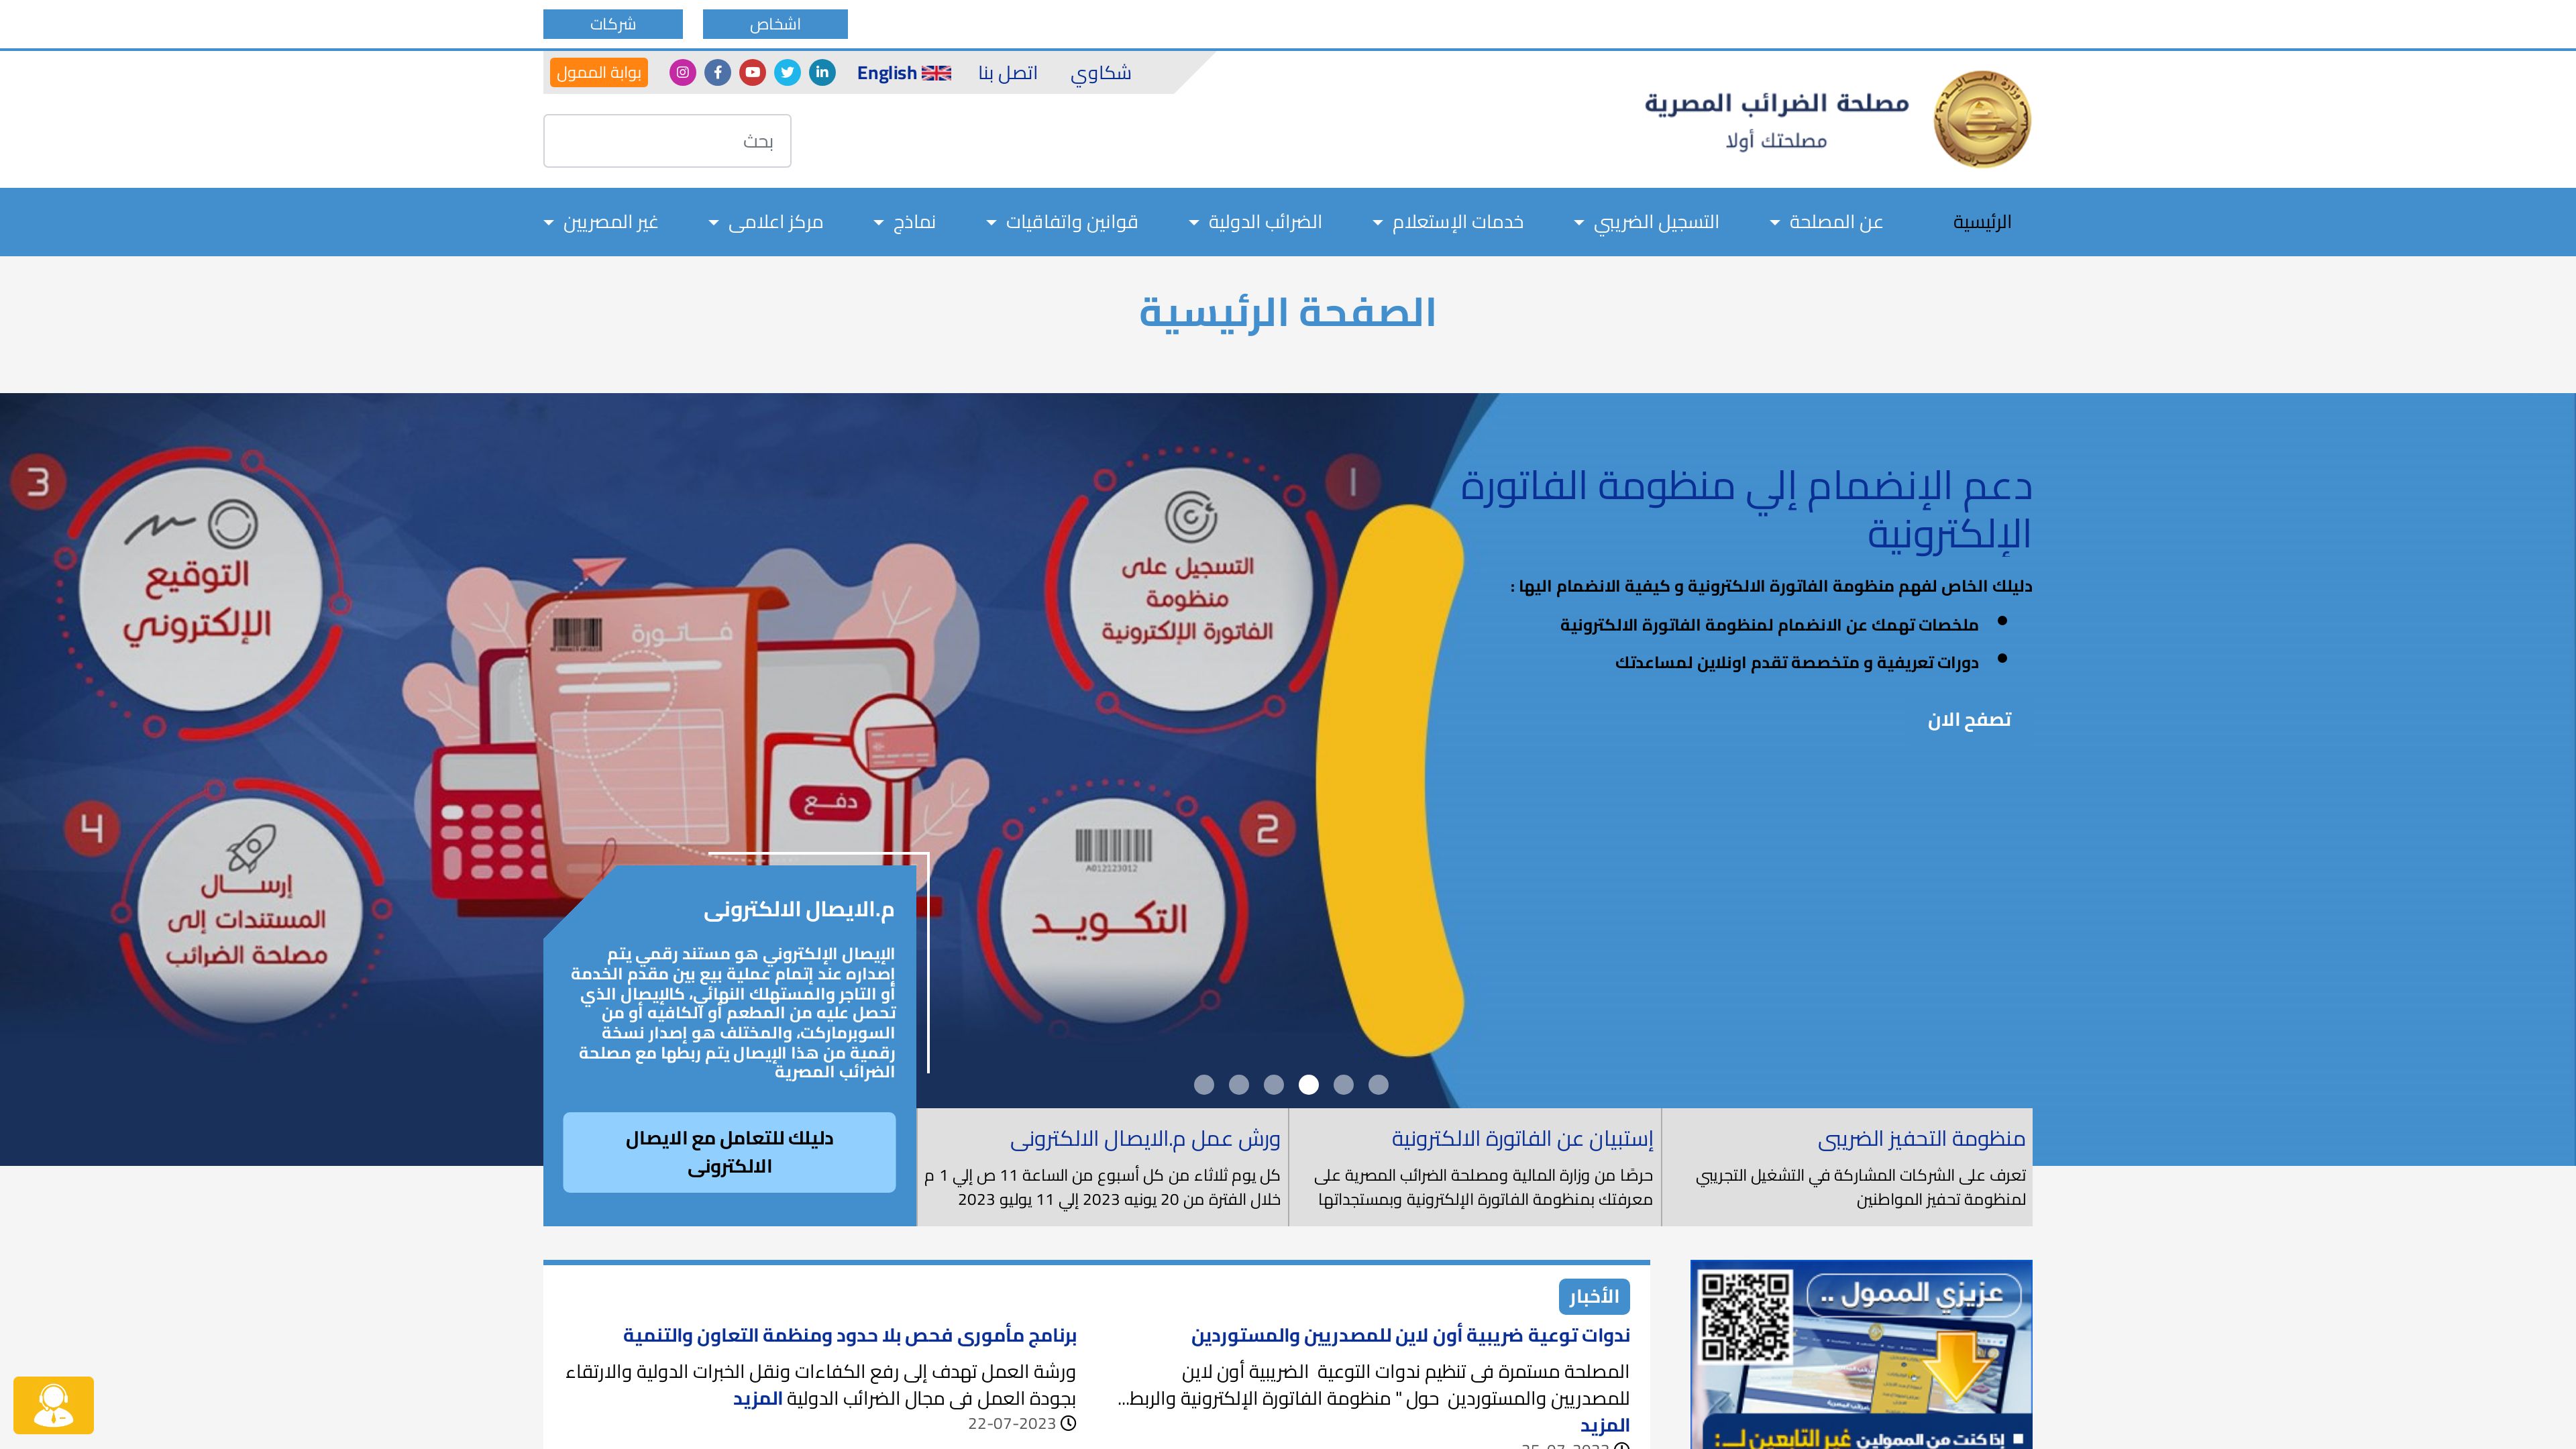 اشخاص
شركات
شكاوي
اتصل بنا
English
بوابة الممول
مصلحة الضرائب المصرية
مصلحتك أولا
بحث
الرئيسية
عن المصلحة
التسجيل الضريبي
خدمات الإستعلام
الضرائب الدولية
قوانين واتفاقيات
نماذج
مركز اعلامى
غير المصريين
الصفحة الرئيسية
دعم الإنضمام إلي منظومة الفاتورة
الإلكترونية
دليلك الخاص لفهم منظومة الفاتورة الالكترونية و كيفية الانضمام اليها :
ملخصات تهمك عن الانضمام لمنظومة الفاتورة الالكترونية
دورات تعريفية و متخصصة تقدم اونلاين لمساعدتك
تصفح الان
1
التسجيل على
منظومة
الفاتورة الإلكترونية
2
A012123012
التكـويـد
فـاتـورة
دفـع
3
التوقيع
الإلكتروني
4
إرسـال
المستندات إلى
مصلحة الضرائب
م.الايصال الالكترونى
الإيصال الإلكتروني هو مستند رقمي يتم
إصداره عند إتمام عملية بيع بين مقدم الخدمة
أو التاجر والمستهلك النهائي، كالإيصال الذي
تحصل عليه من المطعم أو الكافيه أو من
السوبرماركت، والمختلف هو إصدار نسخة
رقمية من هذا الإيصال يتم ربطها مع مصلحة
الضرائب المصرية
دليلك للتعامل مع الايصال
الالكترونى
منظومة التحفيز الضريبى
تعرف على الشركات المشاركة في التشغيل التجريبي
لمنظومة تحفيز المواطنين
إستبيان عن الفاتورة الالكترونية
حرصًا من وزارة المالية ومصلحة الضرائب المصرية على
معرفتك بمنظومة الفاتورة الإلكترونية وبمستجداتها
ورش عمل م.الايصال الالكترونى
كل يوم ثلاثاء من كل أسبوع من الساعة 11 ص إلي 1 م
خلال الفترة من 20 يونيه 2023 إلي 11 يوليو 2023
عزيزي الممول ..
إذا كنت من الممولين غير التابعين لـ :
الأخبار
ندوات توعية ضريبية أون لاين للمصدريين والمستوردين
المصلحة مستمرة فى تنظيم ندوات التوعية الضريبية أون لاين
للمصدريين والمستوردين حول " منظومة الفاتورة الإلكترونية والربط...
المزيد
25-07-2023
برنامج مأمورى فحص بلا حدود ومنظمة التعاون والتنمية
ورشة العمل تهدف إلى رفع الكفاءات ونقل الخبرات الدولية والارتقاء
بجودة العمل فى مجال الضرائب الدولية المزيد
22-07-2023